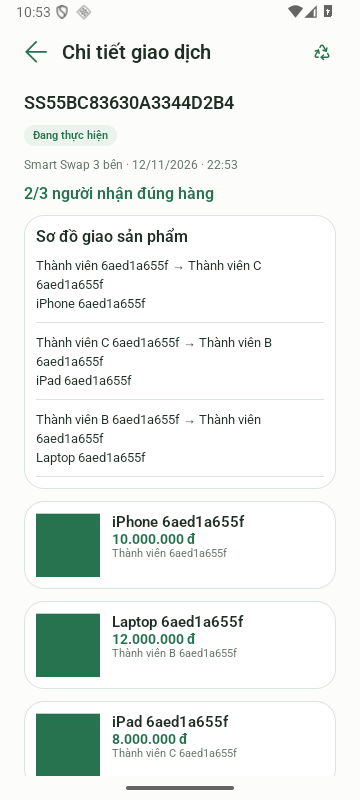 10:53
Chi tiết giao dịch
SS55BC83630A3344D2B4
Đang thực hiện
Smart Swap 3 bên · 12/11/2026 · 22:53
2/3 người nhận đúng hàng
Sơ đồ giao sản phẩm
Thành viên 6aed1a655f → Thành viên C
6aed1a655f
iPhone 6aed1a655f
Thành viên C 6aed1a655f → Thành viên B
6aed1a655f
iPad 6aed1a655f
Thành viên B 6aed1a655f → Thành viên
6aed1a655f
Laptop 6aed1a655f
iPhone 6aed1a655f
10.000.000 đ
Thành viên 6aed1a655f
Laptop 6aed1a655f
12.000.000 đ
Thành viên B 6aed1a655f
iPad 6aed1a655f
8.000.000 đ
Thành viên C 6aed1a655f